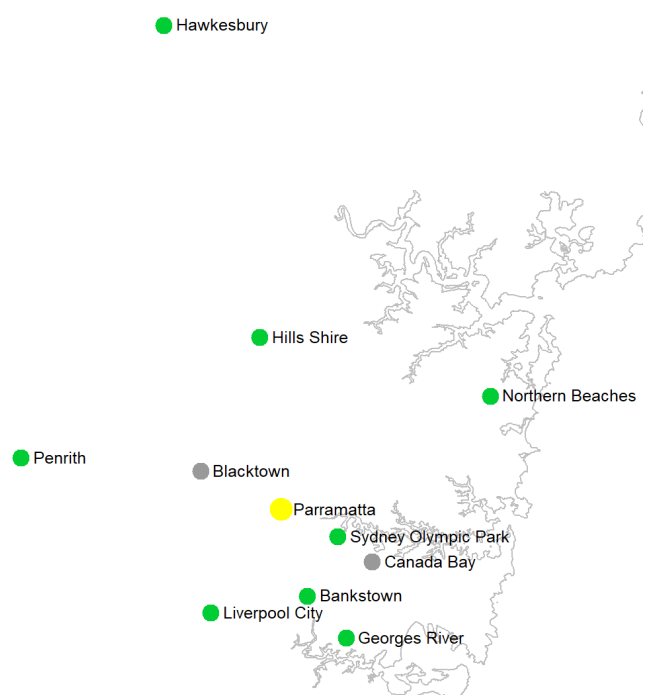 Hawkesbury
Hills Shire
Northern Beaches
Penrith
Blacktown
Parramatta
Sydney Olympic Park
Canada Bay
Bankstown
Liverpool City
Georges River